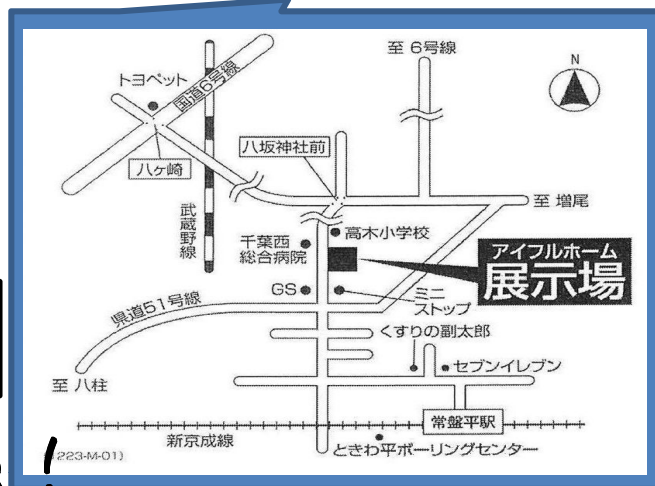 至 6号線
N
トヨペット
国道6号線
八ヶ崎
八坂神社前
武蔵野線
至 増尾
高木小学校
千葉西
総合病院
アイフルホーム
展示場
GS
ミニ
ストップ
県道51号線
くすりの副太郎
セブンイレブン
至 八柱
常盤平駅
新京成線
ときわ平ボーリングセンター
223-M-01)